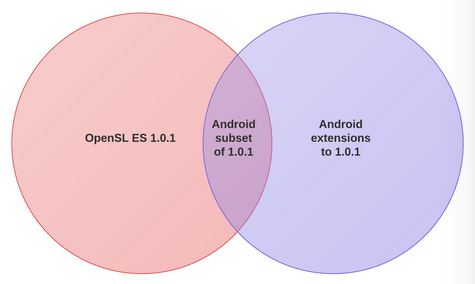 OpenSL ES 1.0.1
Android
subset
of 1.0.1
Android
extensions
to 1.0.1